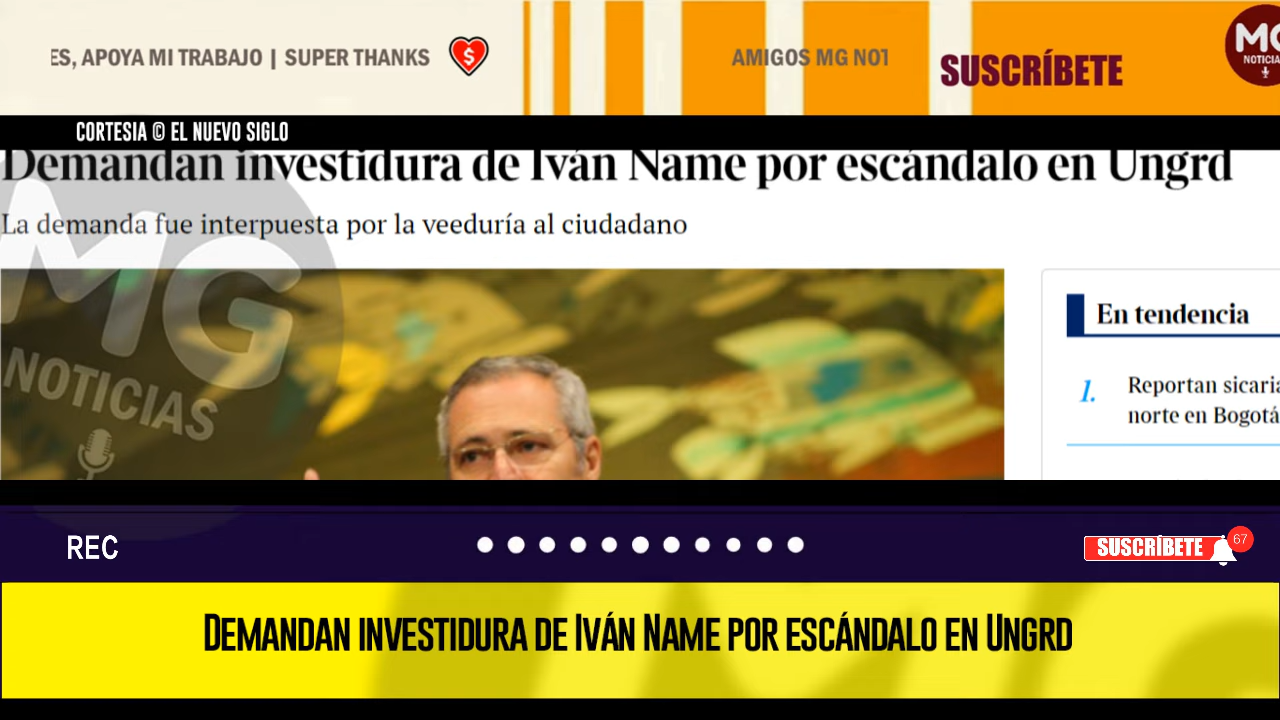 ES, APOYA MI TRABAJO | SUPER THANKS
$
AMIGOS MG NOT
SUSCRÍBETE
MG
NOTICIA
CORTESIA © EL NUEVO SIGLO
Demandan investidura de Iván Name por escándalo en Ungrd
La demanda fue interpuesta por la veeduría al ciudadano
MG
NOTICIAS
En tendencia
1. Reportan sicaria
norte en Bogotá
REC
SUSCRÍBETE
67
Demandan investidura de Iván Name por escándalo en Ungrd